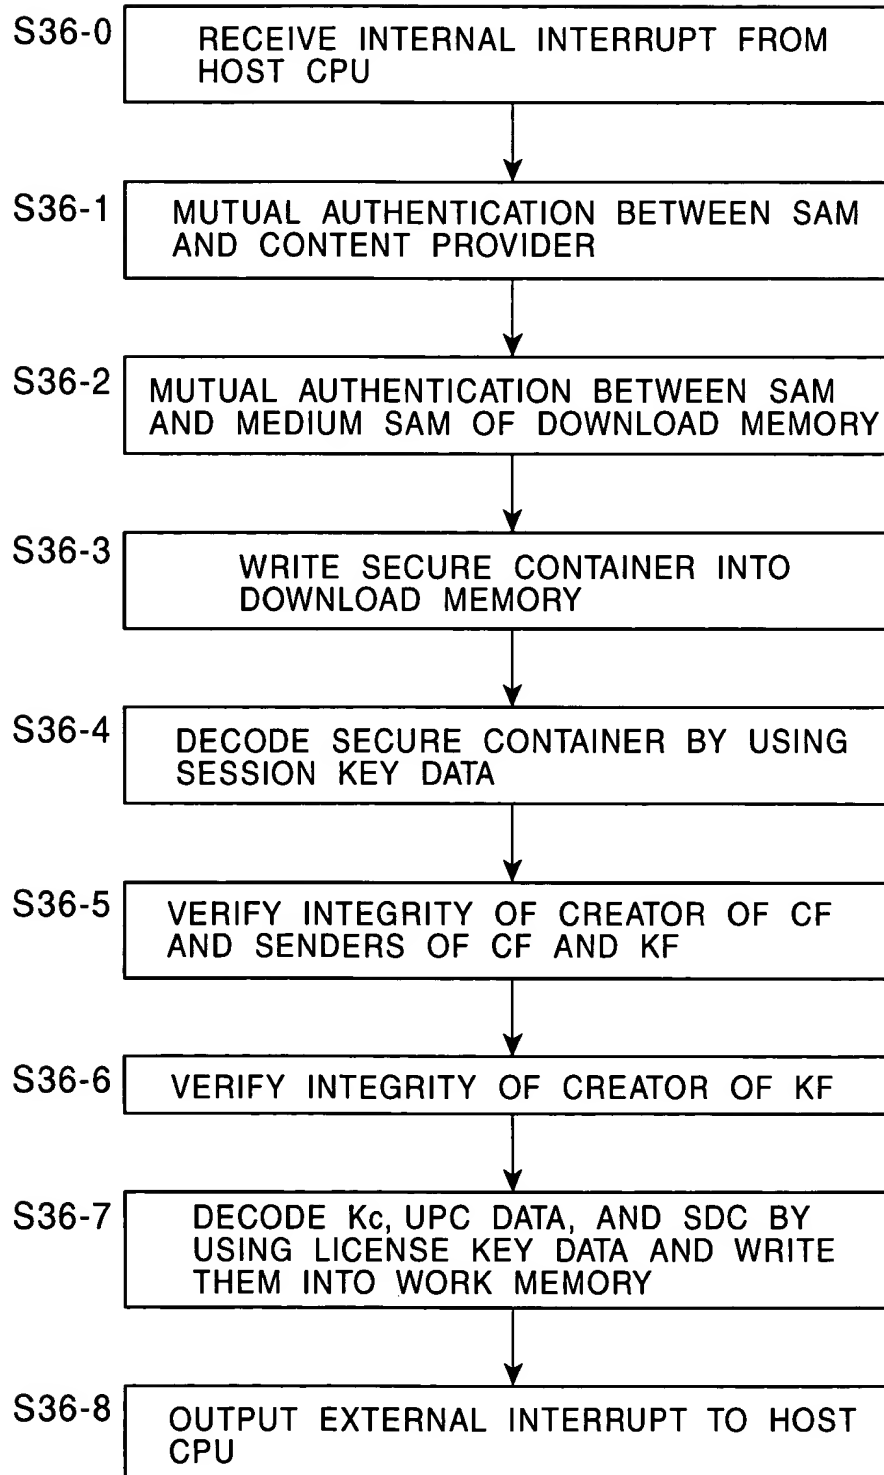 S36-0
RECEIVE INTERNAL INTERRUPT FROM
HOST CPU
S36-1
MUTUAL AUTHENTICATION BETWEEN SAM
AND CONTENT PROVIDER
S36-2
MUTUAL AUTHENTICATION BETWEEN SAM
AND MEDIUM SAM OF DOWNLOAD MEMORY
S36-3
WRITE SECURE CONTAINER INTO
DOWNLOAD MEMORY
S36-4
DECODE SECURE CONTAINER BY USING
SESSION KEY DATA
S36-5
VERIFY INTEGRITY OF CREATOR OF CF
AND SENDERS OF CF AND KF
S36-6
VERIFY INTEGRITY OF CREATOR OF KF
S36-7
DECODE Kc, UPC DATA, AND SDC BY
USING LICENSE KEY DATA AND WRITE
THEM INTO WORK MEMORY
S36-8
OUTPUT EXTERNAL INTERRUPT TO HOST
CPU